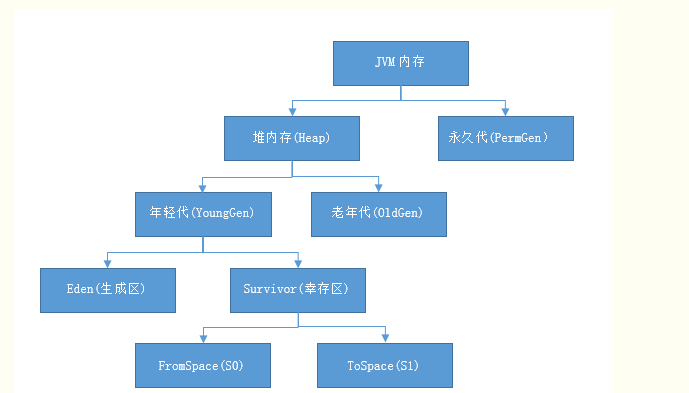 JVM内存
堆内存(Heap)
永久代(PermGen）
年轻代(YoungGen)
老年代(OldGen)
Eden(生成区)
Survivor(幸存区)
FromSpace(S0)
ToSpace(S1)